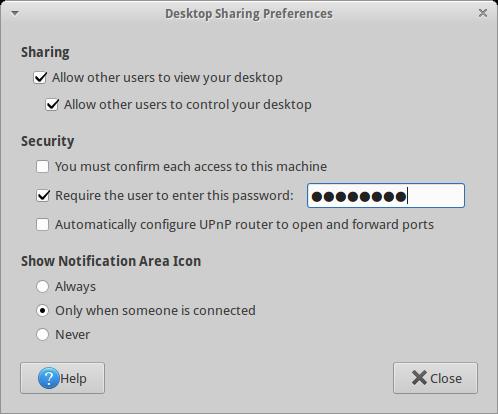 Desktop Sharing Preferences
Sharing
Allow other users to view your desktop
Allow other users to control your desktop
Security
You must confirm each access to this machine
Require the user to enter this password: ●●●●●●●●
Automatically configure UPnP router to open and forward ports
Show Notification Area Icon
Always
Only when someone is connected
Never
Help Close